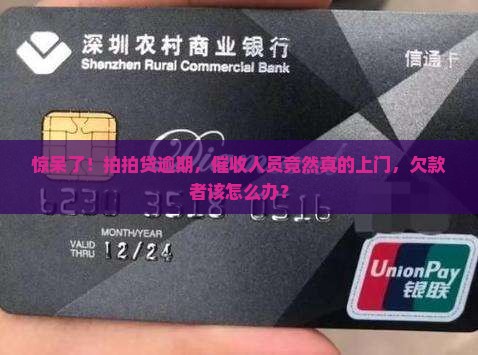 深圳农村商业银行
Shenzhen Rural Commercial Bank
信通卡
惊呆了！拍拍贷逾期，催收人员竟然真的上门，欠款
者该怎么办？
MONTH/YEAR
VALID
THRU
12/24
UnionPay
银联